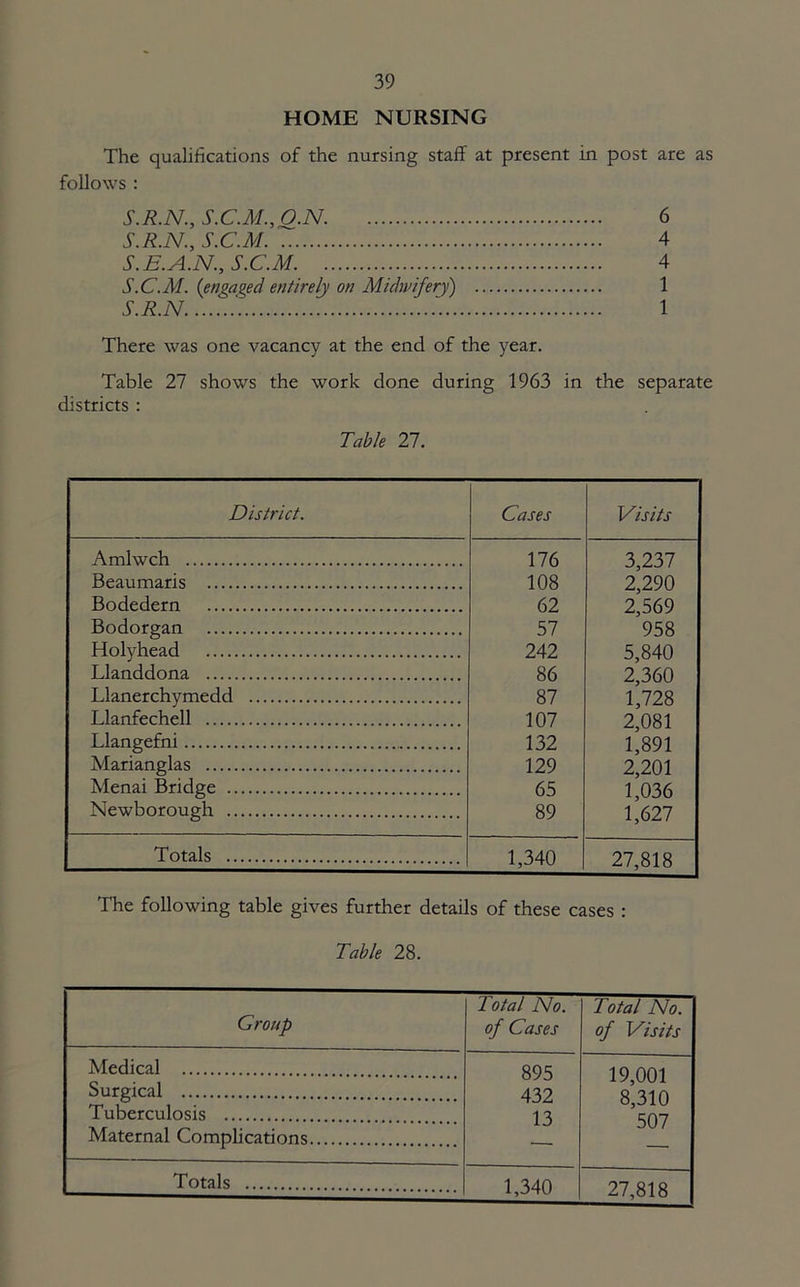 39
HOME NURSING
The qualifications of the nursing staff at present in post are as
follows :
S.R.N., S.C.M., Q.N. .......... 6
S.R.N., S.C.M. .......... 4
S.E.A.N., S.C.M. .......... 4
S.C.M. (engaged entirely on Midwifery) .......... 1
S.R.N. .......... 1
There was one vacancy at the end of the year.
Table 27 shows the work done during 1963 in the separate
districts :
Table 27.
District. Cases Visits
Amlwch .......... 176 3,237
Beaumaris .......... 108 2,290
Bodedern .......... 62 2,569
Bodorgan .......... 57 958
Holyhead .......... 242 5,840
Llanddona .......... 86 2,360
Llanerchymedd .......... 87 1,728
Llanfechell .......... 107 2,081
Llangefni .......... 132 1,891
Marianglas .......... 129 2,201
Menai Bridge .......... 65 1,036
Newborough .......... 89 1,627
Totals .......... 1,340 27,818
The following table gives further details of these cases :
Table 28.
Group Total No. of Cases Total No. of Visits
Medical .......... 895 19,001
Surgical .......... 432 8,310
Tuberculosis .......... 13 507
Maternal Complications .......... — —
Totals .......... 1,340 27,818